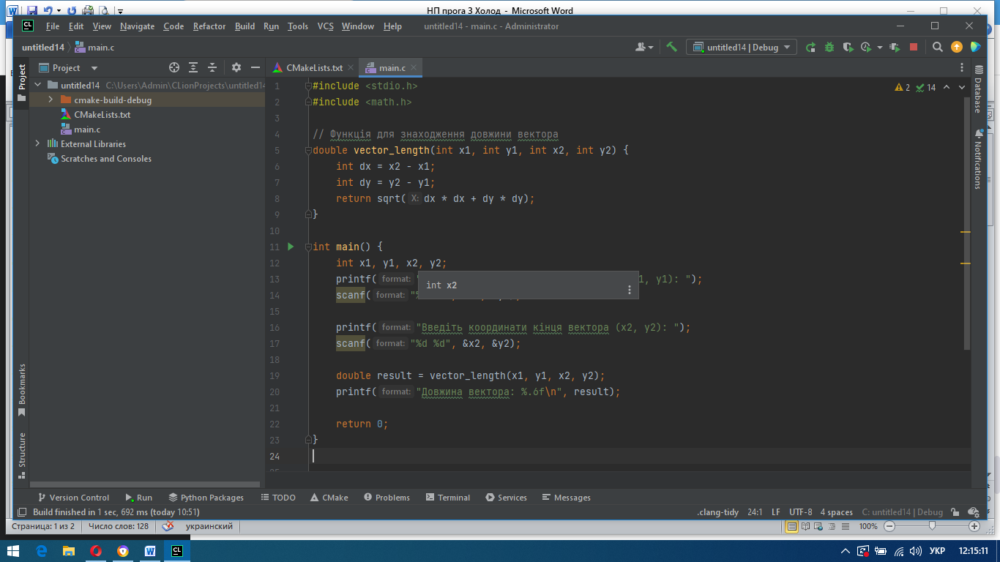 НП прога 3 Холод - Microsoft Word
CL File Edit View Navigate Code Refactor Build Run Tools VCS Window Help untitled14 - main.c - Administrator
untitled14 main.c untitled14 | Debug
Project CMakeLists.txt main.c
untitled14 C:\Users\Admin\CLionProjects\untitled14
cmake-build-debug
CMakeLists.txt
main.c
External Libraries
Scratches and Consoles
Project
Bookmarks
Structure
2 14
1 #include <stdio.h>
2 #include <math.h>
3
4 // Функція для знаходження довжини вектора
5 double vector_length(int x1, int y1, int x2, int y2) {
6 int dx = x2 - x1;
7 int dy = y2 - y1;
8 return sqrt(X: dx * dx + dy * dy);
9 }
10
11 int main() {
12 int x1, y1, x2, y2;
13 printf(format: " 1, y1): ");
int x2
14 scanf(format:
15
16 printf(format: "Введіть координати кінця вектора (x2, y2): ");
17 scanf(format: "%d %d", &x2, &y2);
18
19 double result = vector_length(x1, y1, x2, y2);
20 printf(format: "Довжина вектора: %.6f\n", result);
21
22 return 0;
23 }
24
Database
Notifications
Version Control Run Python Packages TODO CMake Problems Terminal Services Messages
Build finished in 1 sec, 692 ms (today 10:51) .clang-tidy 24:1 LF UTF-8 4 spaces C: untitled14 | Debug
Страница: 1 из 2 Число слов: 128 украинский 100%
CL УКР 12:15:11